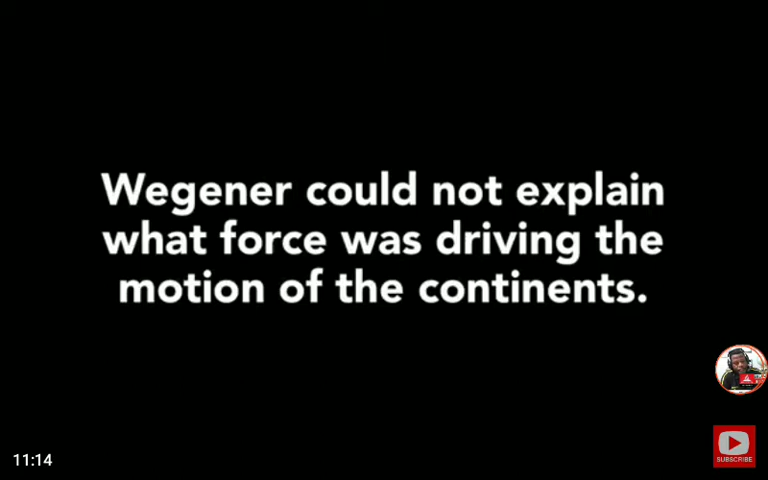 Wegener could not explain
what force was driving the
motion of the continents.
SUBSCRIBE
11:14